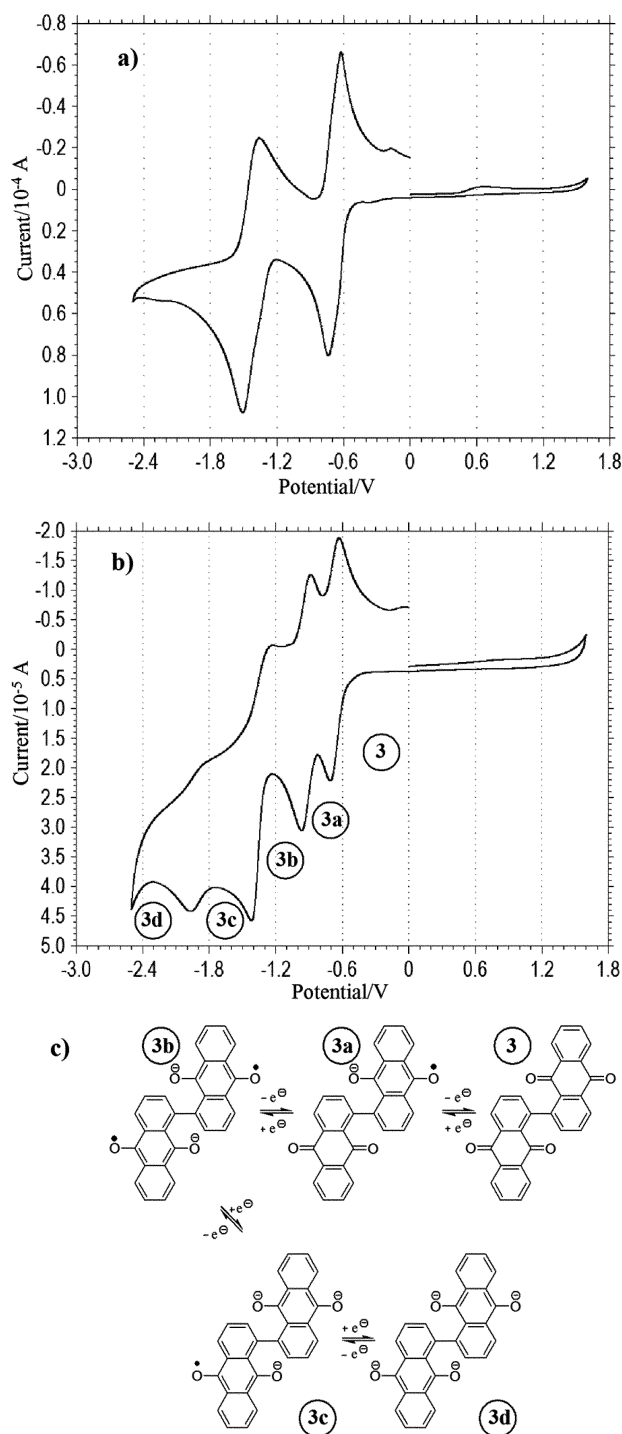 a)
Current/10⁻⁴ A
-0.8
-0.6
-0.4
-0.2
0
0.2
0.4
0.6
0.8
1.0
1.2
-3.0 -2.4 -1.8 -1.2 -0.6 0 0.6 1.2 1.8
Potential/V
b)
Current/10⁻⁵ A
-2.0
-1.5
-1.0
-0.5
0
0.5
1.0
1.5
2.0
2.5
3.0
3.5
4.0
4.5
5.0
3
3a
3b
3d 3c
-3.0 -2.4 -1.8 -1.2 -0.6 0 0.6 1.2 1.8
Potential/V
c) 3b 3a 3
⊖O O•
− e⊖
+ e⊖
•O O⊖
⊖O O•
O
O
− e⊖
+ e⊖
O O
O
O
+e⊖
− e⊖
⊖O O⊖
•O O⊖
+ e⊖
− e⊖
⊖O O⊖
⊖O O⊖
3c 3d